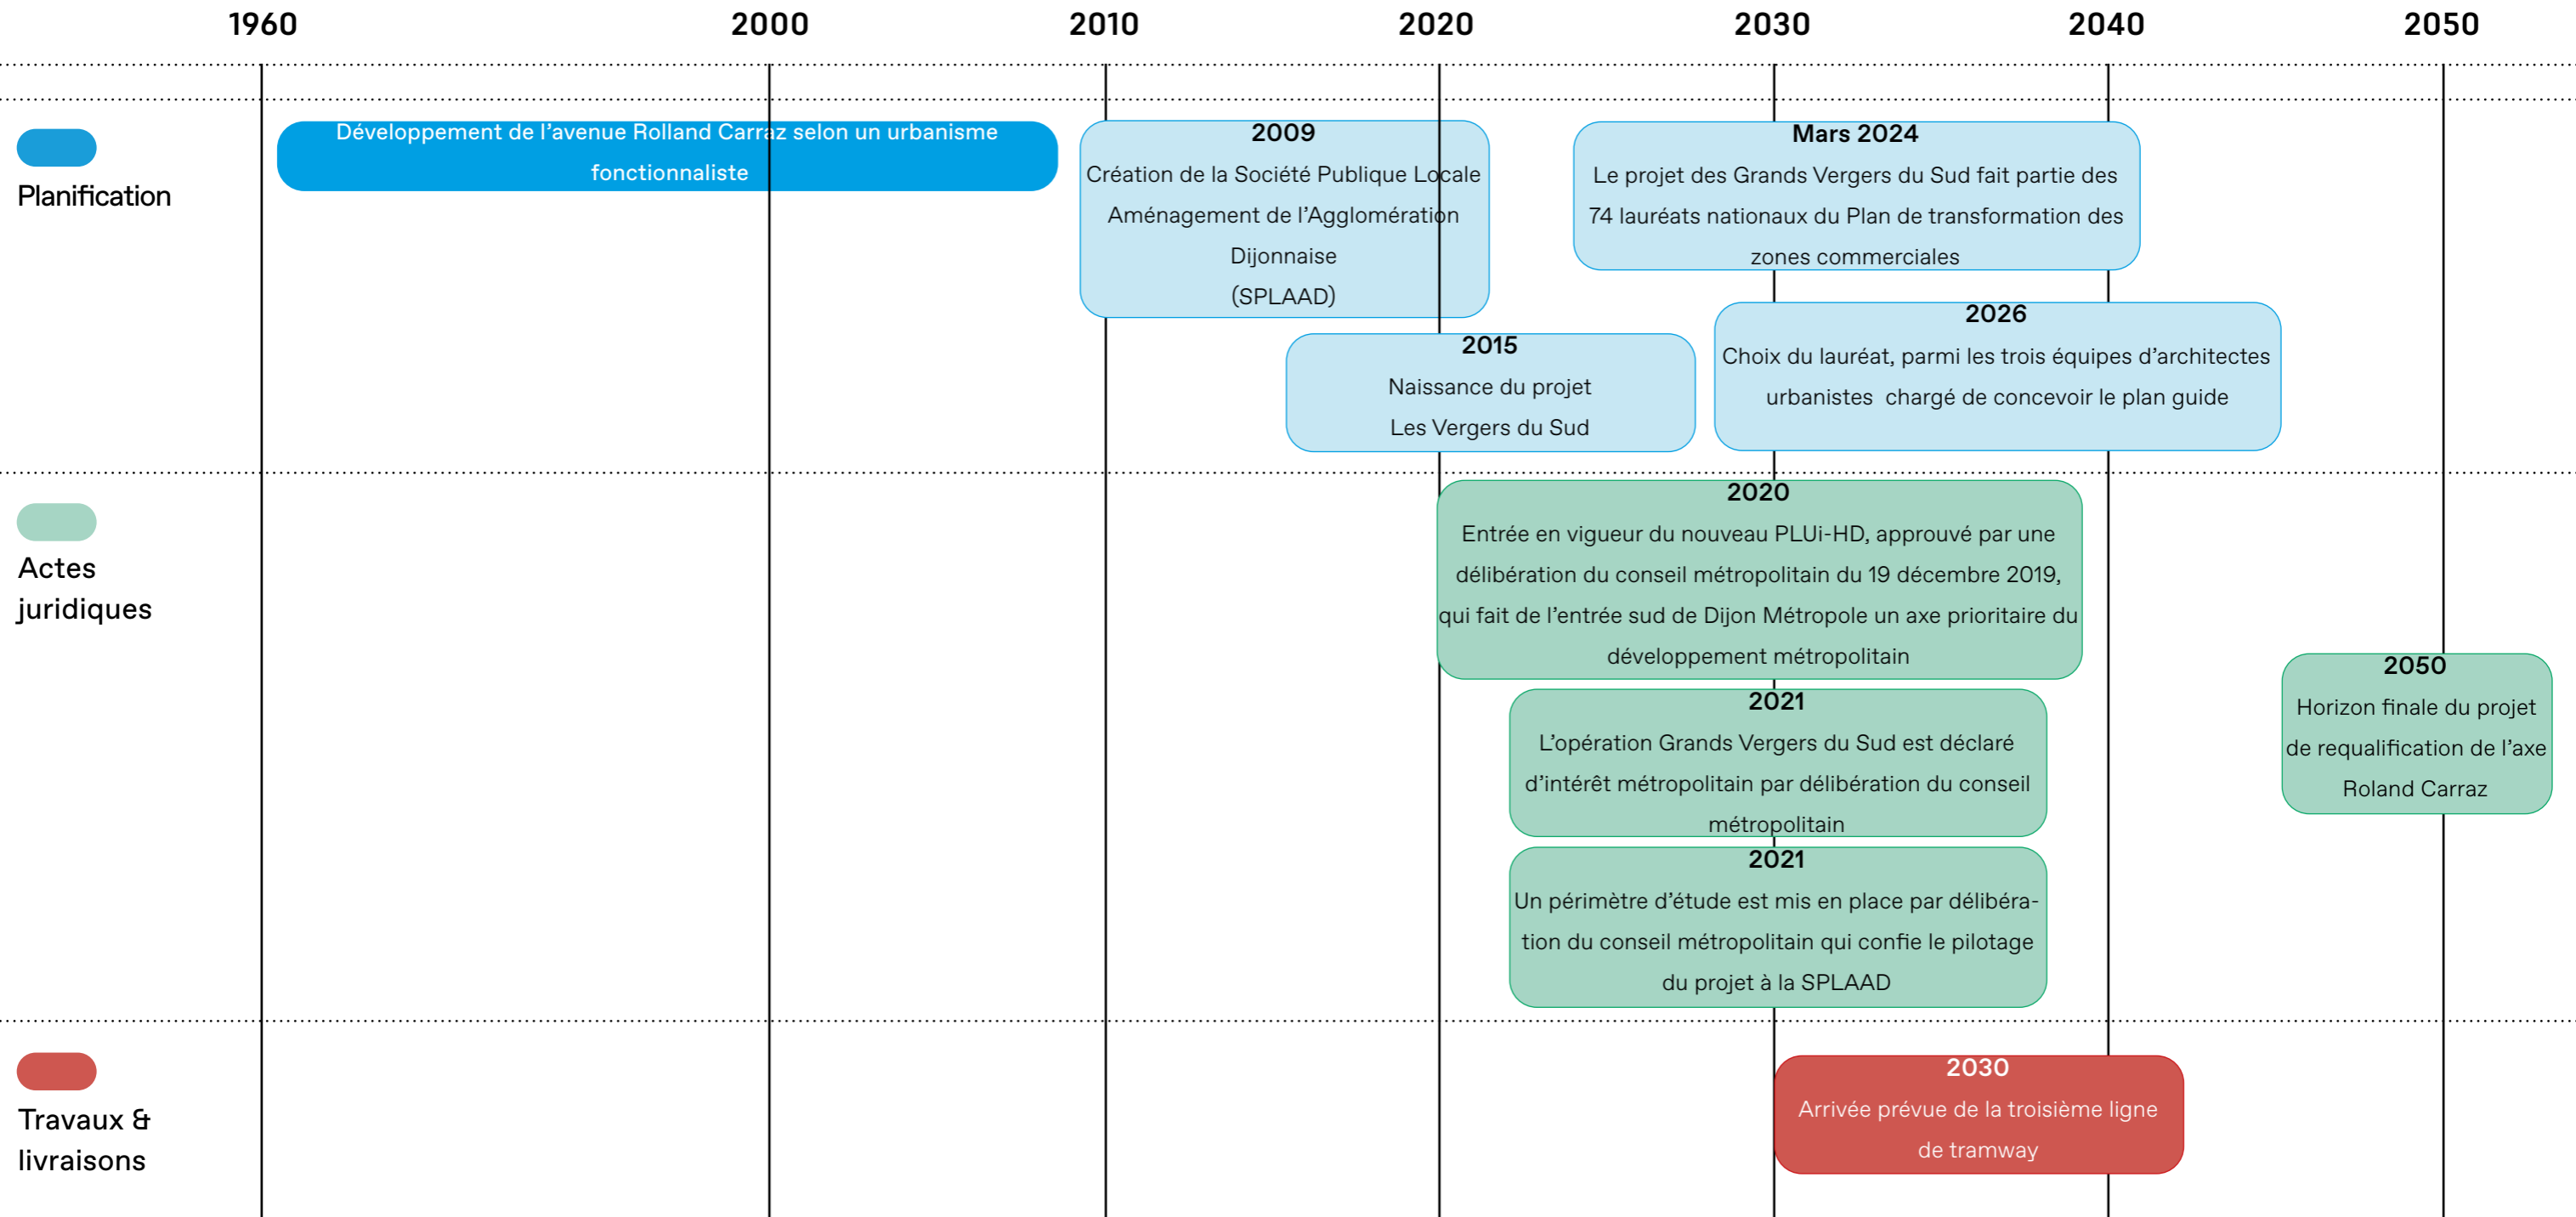 1960 2000 2010 2020 2030 2040 2050
Planification
Développement de l'avenue Rolland Carraz selon un urbanisme
fonctionnaliste
2009
Création de la Société Publique Locale
Aménagement de l'Agglomération
Dijonnaise
(SPLAAD)
Mars 2024
Le projet des Grands Vergers du Sud fait partie des
74 lauréats nationaux du Plan de transformation des
zones commerciales
2015
Naissance du projet
Les Vergers du Sud
2026
Choix du lauréat, parmi les trois équipes d'architectes
urbanistes chargé de concevoir le plan guide
Actes
juridiques
2020
Entrée en vigueur du nouveau PLUi-HD, approuvé par une
délibération du conseil métropolitain du 19 décembre 2019,
qui fait de l'entrée sud de Dijon Métropole un axe prioritaire du
développement métropolitain
2021
L'opération Grands Vergers du Sud est déclaré
d'intérêt métropolitain par délibération du conseil
métropolitain
2021
Un périmètre d'étude est mis en place par délibéra-
tion du conseil métropolitain qui confie le pilotage
du projet à la SPLAAD
2050
Horizon finale du projet
de requalification de l'axe
Roland Carraz
Travaux &
livraisons
2030
Arrivée prévue de la troisième ligne
de tramway